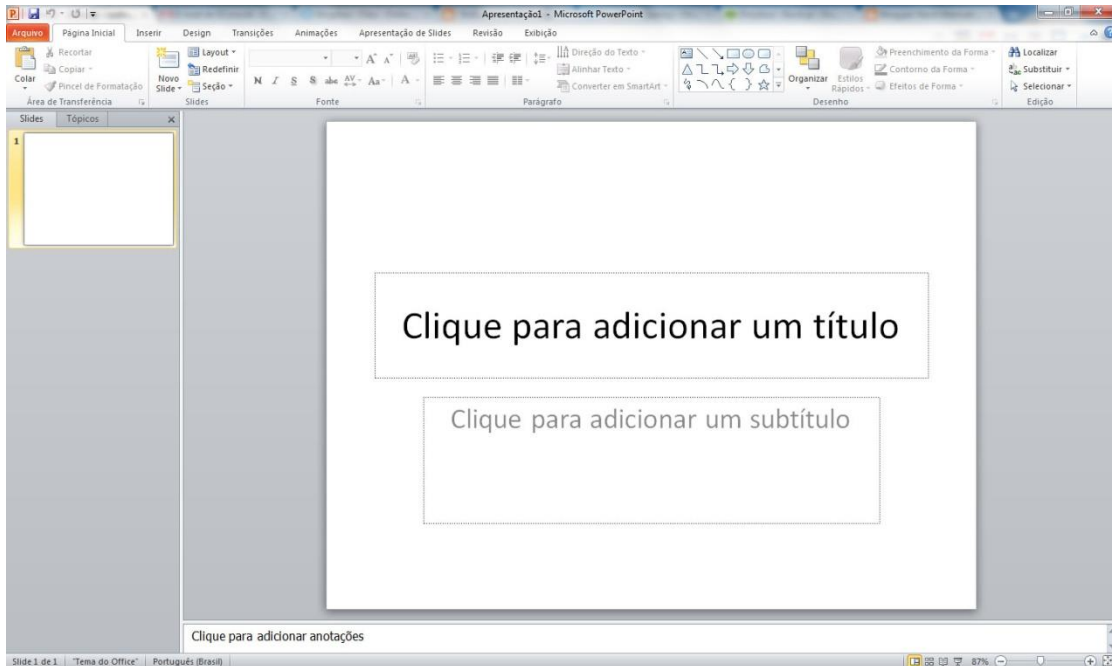 Apresentação1 - Microsoft PowerPoint
Arquivo Página Inicial Inserir Design Transições Animações Apresentação de Slides Revisão Exibição
Colar
Recortar
Copiar
Pincel de Formatação
Área de Transferência
Novo
Slide
Layout
Redefinir
Seção
Slides
N I S S abc AV Aa A
Fonte
Direção do Texto
Alinhar Texto
Converter em SmartArt
Parágrafo
Organizar
Estilos
Rápidos
Preenchimento da Forma
Contorno da Forma
Efeitos de Forma
Desenho
Localizar
Substituir
Selecionar
Edição
Slides Tópicos
1
Clique para adicionar um título
Clique para adicionar um subtítulo
Clique para adicionar anotações
Slide 1 de 1 "Tema do Office" Português (Brasil) 87%